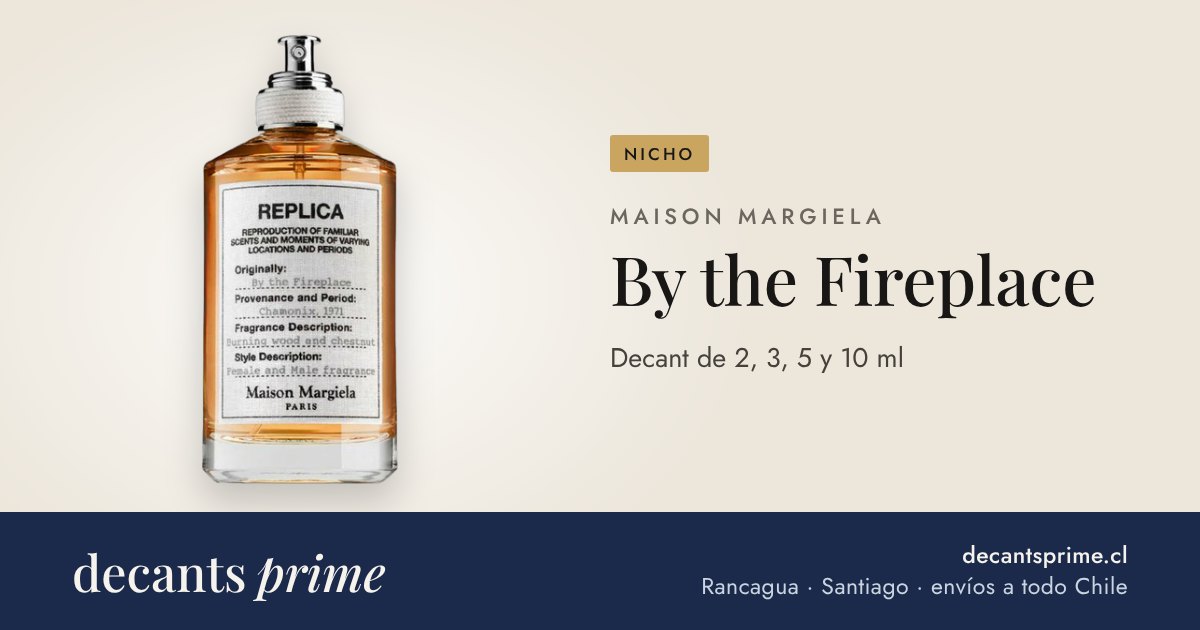 REPLICA
REPRODUCTION OF FAMILIAR
SCENTS AND MOMENTS OF VARYING
LOCATIONS AND PERIODS
Originally:
By the Fireplace
Provenance and Period:
Chamonix, 1971
Fragrance Description:
Burning wood and chestnut
Style Description:
Female and Male fragrance
Maison Margiela
PARIS
NICHO
MAISON MARGIELA
By the Fireplace
Decant de 2, 3, 5 y 10 ml
decants prime
decantsprime.cl
Rancagua · Santiago · envíos a todo Chile